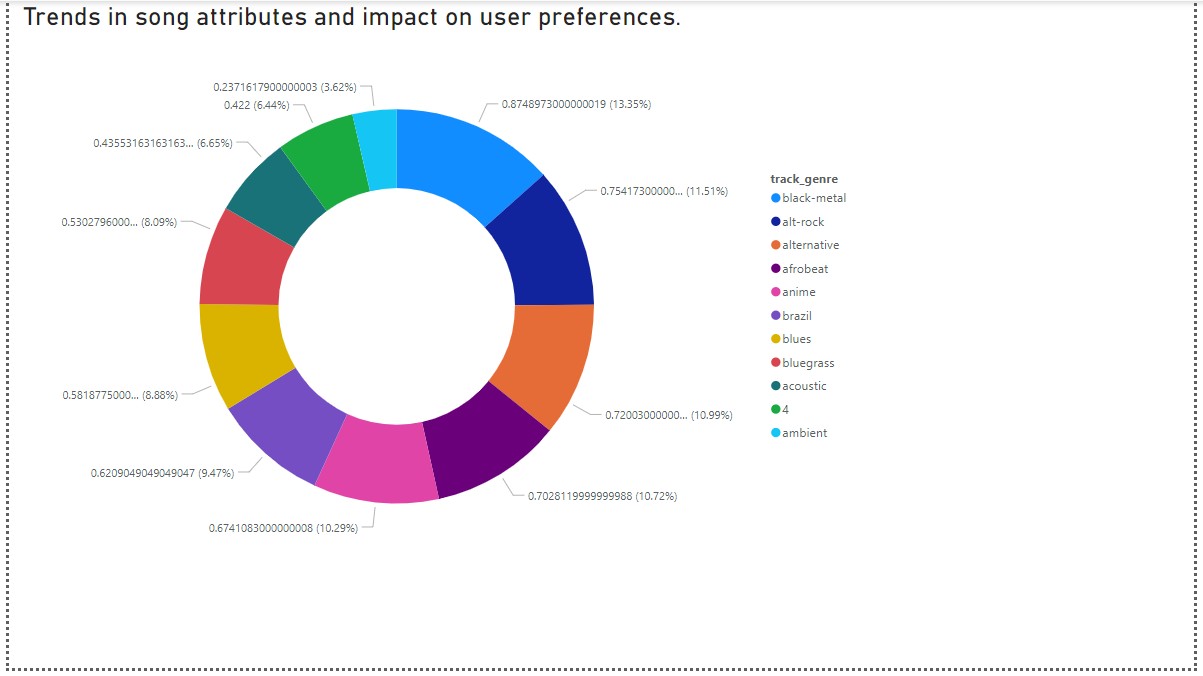 Trends in song attributes and impact on user preferences.
0.2371617900000003 (3.62%)
0.422 (6.44%)
0.43553163163163... (6.65%)
0.5302796000... (8.09%)
0.5818775000... (8.88%)
0.6209049049049047 (9.47%)
0.6741083000000008 (10.29%)
0.8748973000000019 (13.35%)
0.75417300000... (11.51%)
0.72003000000... (10.99%)
0.7028119999999988 (10.72%)
track_genre
black-metal
alt-rock
alternative
afrobeat
anime
brazil
blues
bluegrass
acoustic
4
ambient